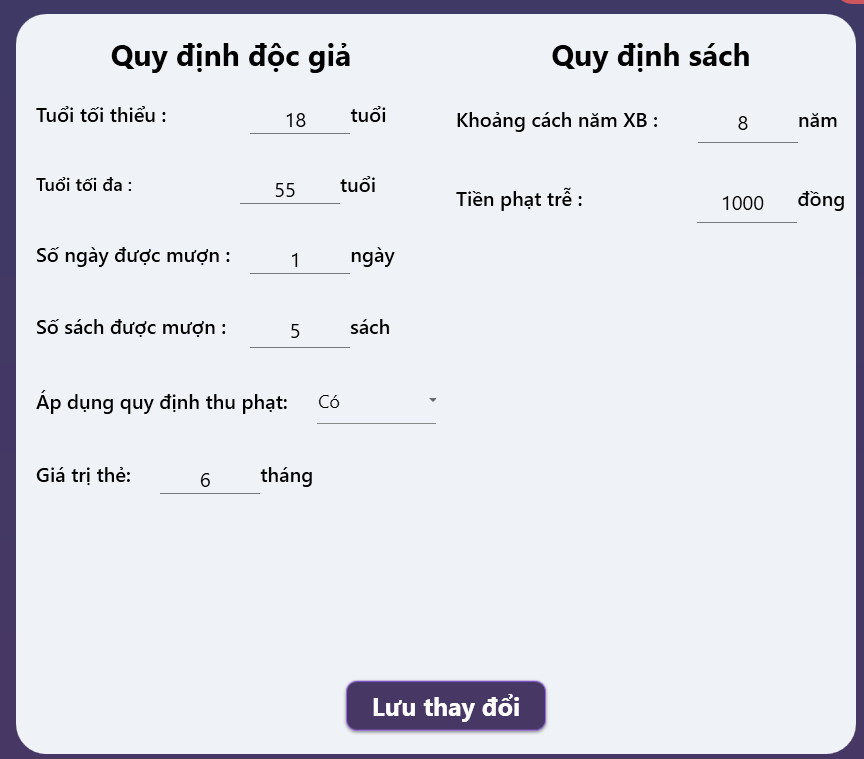 Quy định độc giả
Tuổi tối thiểu : 18 tuổi
Tuổi tối đa : 55 tuổi
Số ngày được mượn : 1 ngày
Số sách được mượn : 5 sách
Áp dụng quy định thu phạt: Có
Giá trị thẻ: 6 tháng
Quy định sách
Khoảng cách năm XB : 8 năm
Tiền phạt trễ : 1000 đồng
Lưu thay đổi